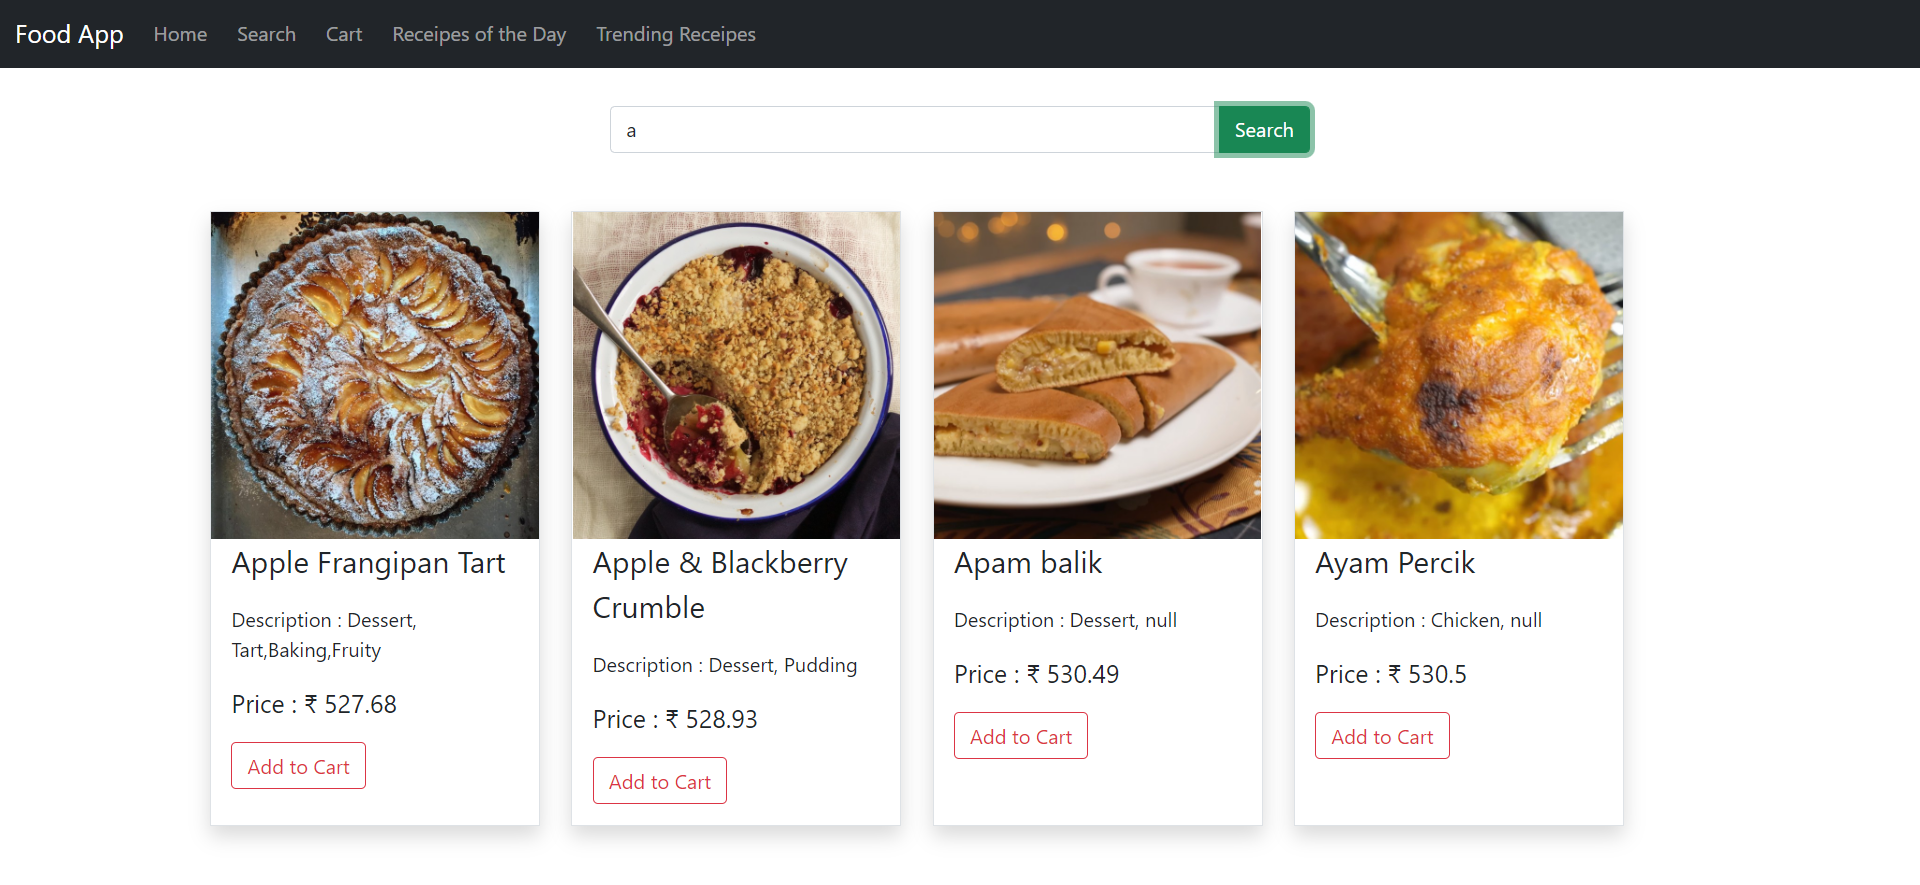 Food App Home Search Cart Receipes of the Day Trending Receipes
a Search
Apple Frangipan Tart
Description : Dessert,
Tart,Baking,Fruity
Price : ₹ 527.68
Add to Cart
Apple & Blackberry
Crumble
Description : Dessert, Pudding
Price : ₹ 528.93
Add to Cart
Apam balik
Description : Dessert, null
Price : ₹ 530.49
Add to Cart
Ayam Percik
Description : Chicken, null
Price : ₹ 530.5
Add to Cart